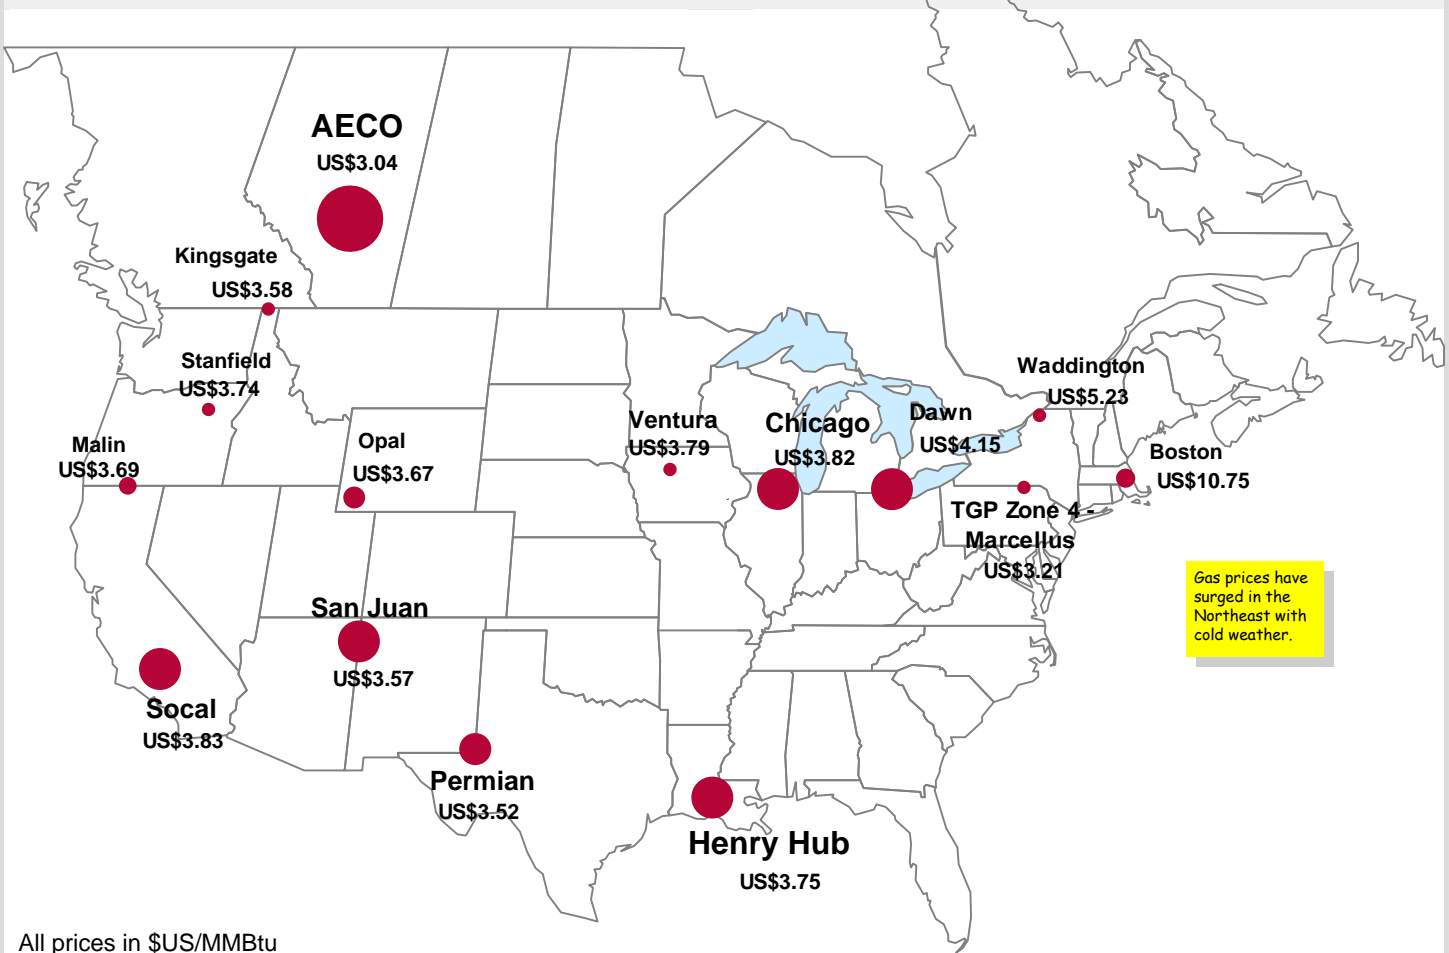 AECO
US$3.04
Kingsgate
US$3.58
Stanfield
US$3.74
Waddington
US$5.23
Ventura
US$3.79
Chicago
US$3.82
Dawn
US$4.15
Malin
US$3.69
Opal
US$3.67
Boston
US$10.75
TGP Zone 4 -
Marcellus
US$3.21
Gas prices have
surged in the
Northeast with
cold weather.
San Juan
US$3.57
Socal
US$3.83
Permian
US$3.52
Henry Hub
US$3.75
All prices in $US/MMBtu